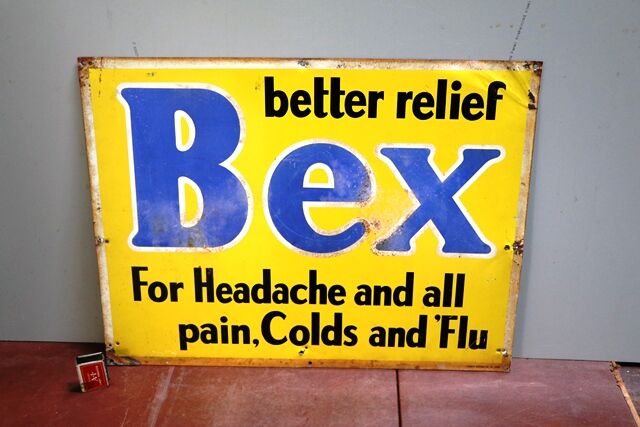 better relief
Bex
For Headache and all
pain, Colds and 'Flu